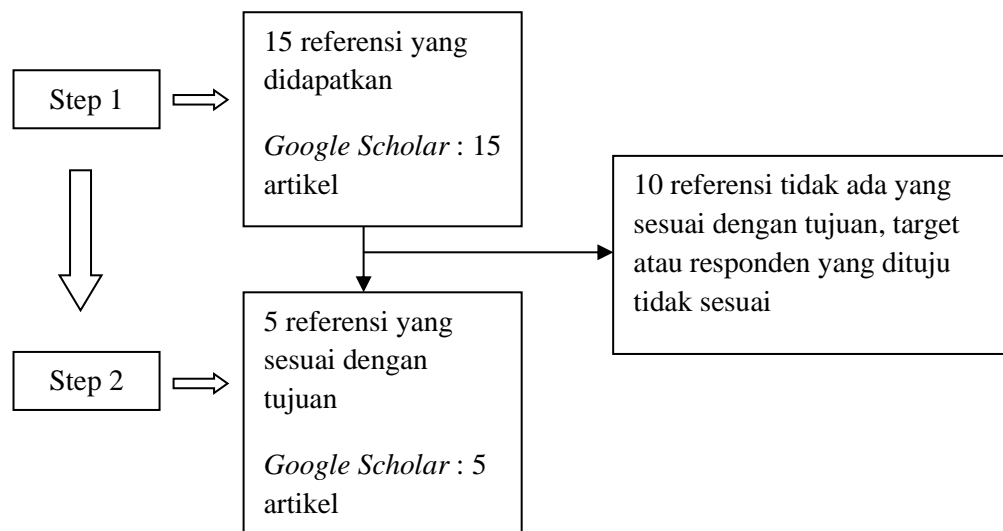 Step 1
15 referensi yang
didapatkan
Google Scholar : 15
artikel
10 referensi tidak ada yang
sesuai dengan tujuan, target
atau responden yang dituju
tidak sesuai
Step 2
5 referensi yang
sesuai dengan
tujuan
Google Scholar : 5
artikel